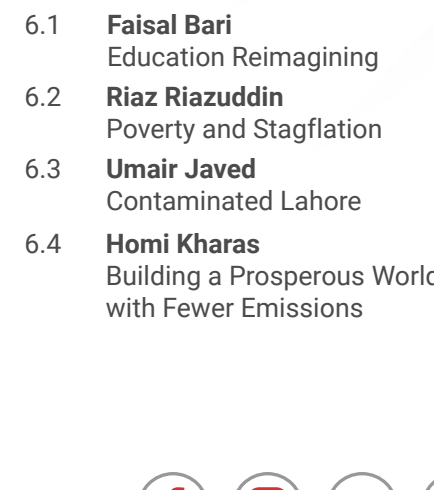 6.1 Faisal Bari
Education Reimagining
6.2 Riaz Riazuddin
Poverty and Stagflation
6.3 Umair Javed
Contaminated Lahore
6.4 Homi Kharas
Building a Prosperous World
with Fewer Emissions